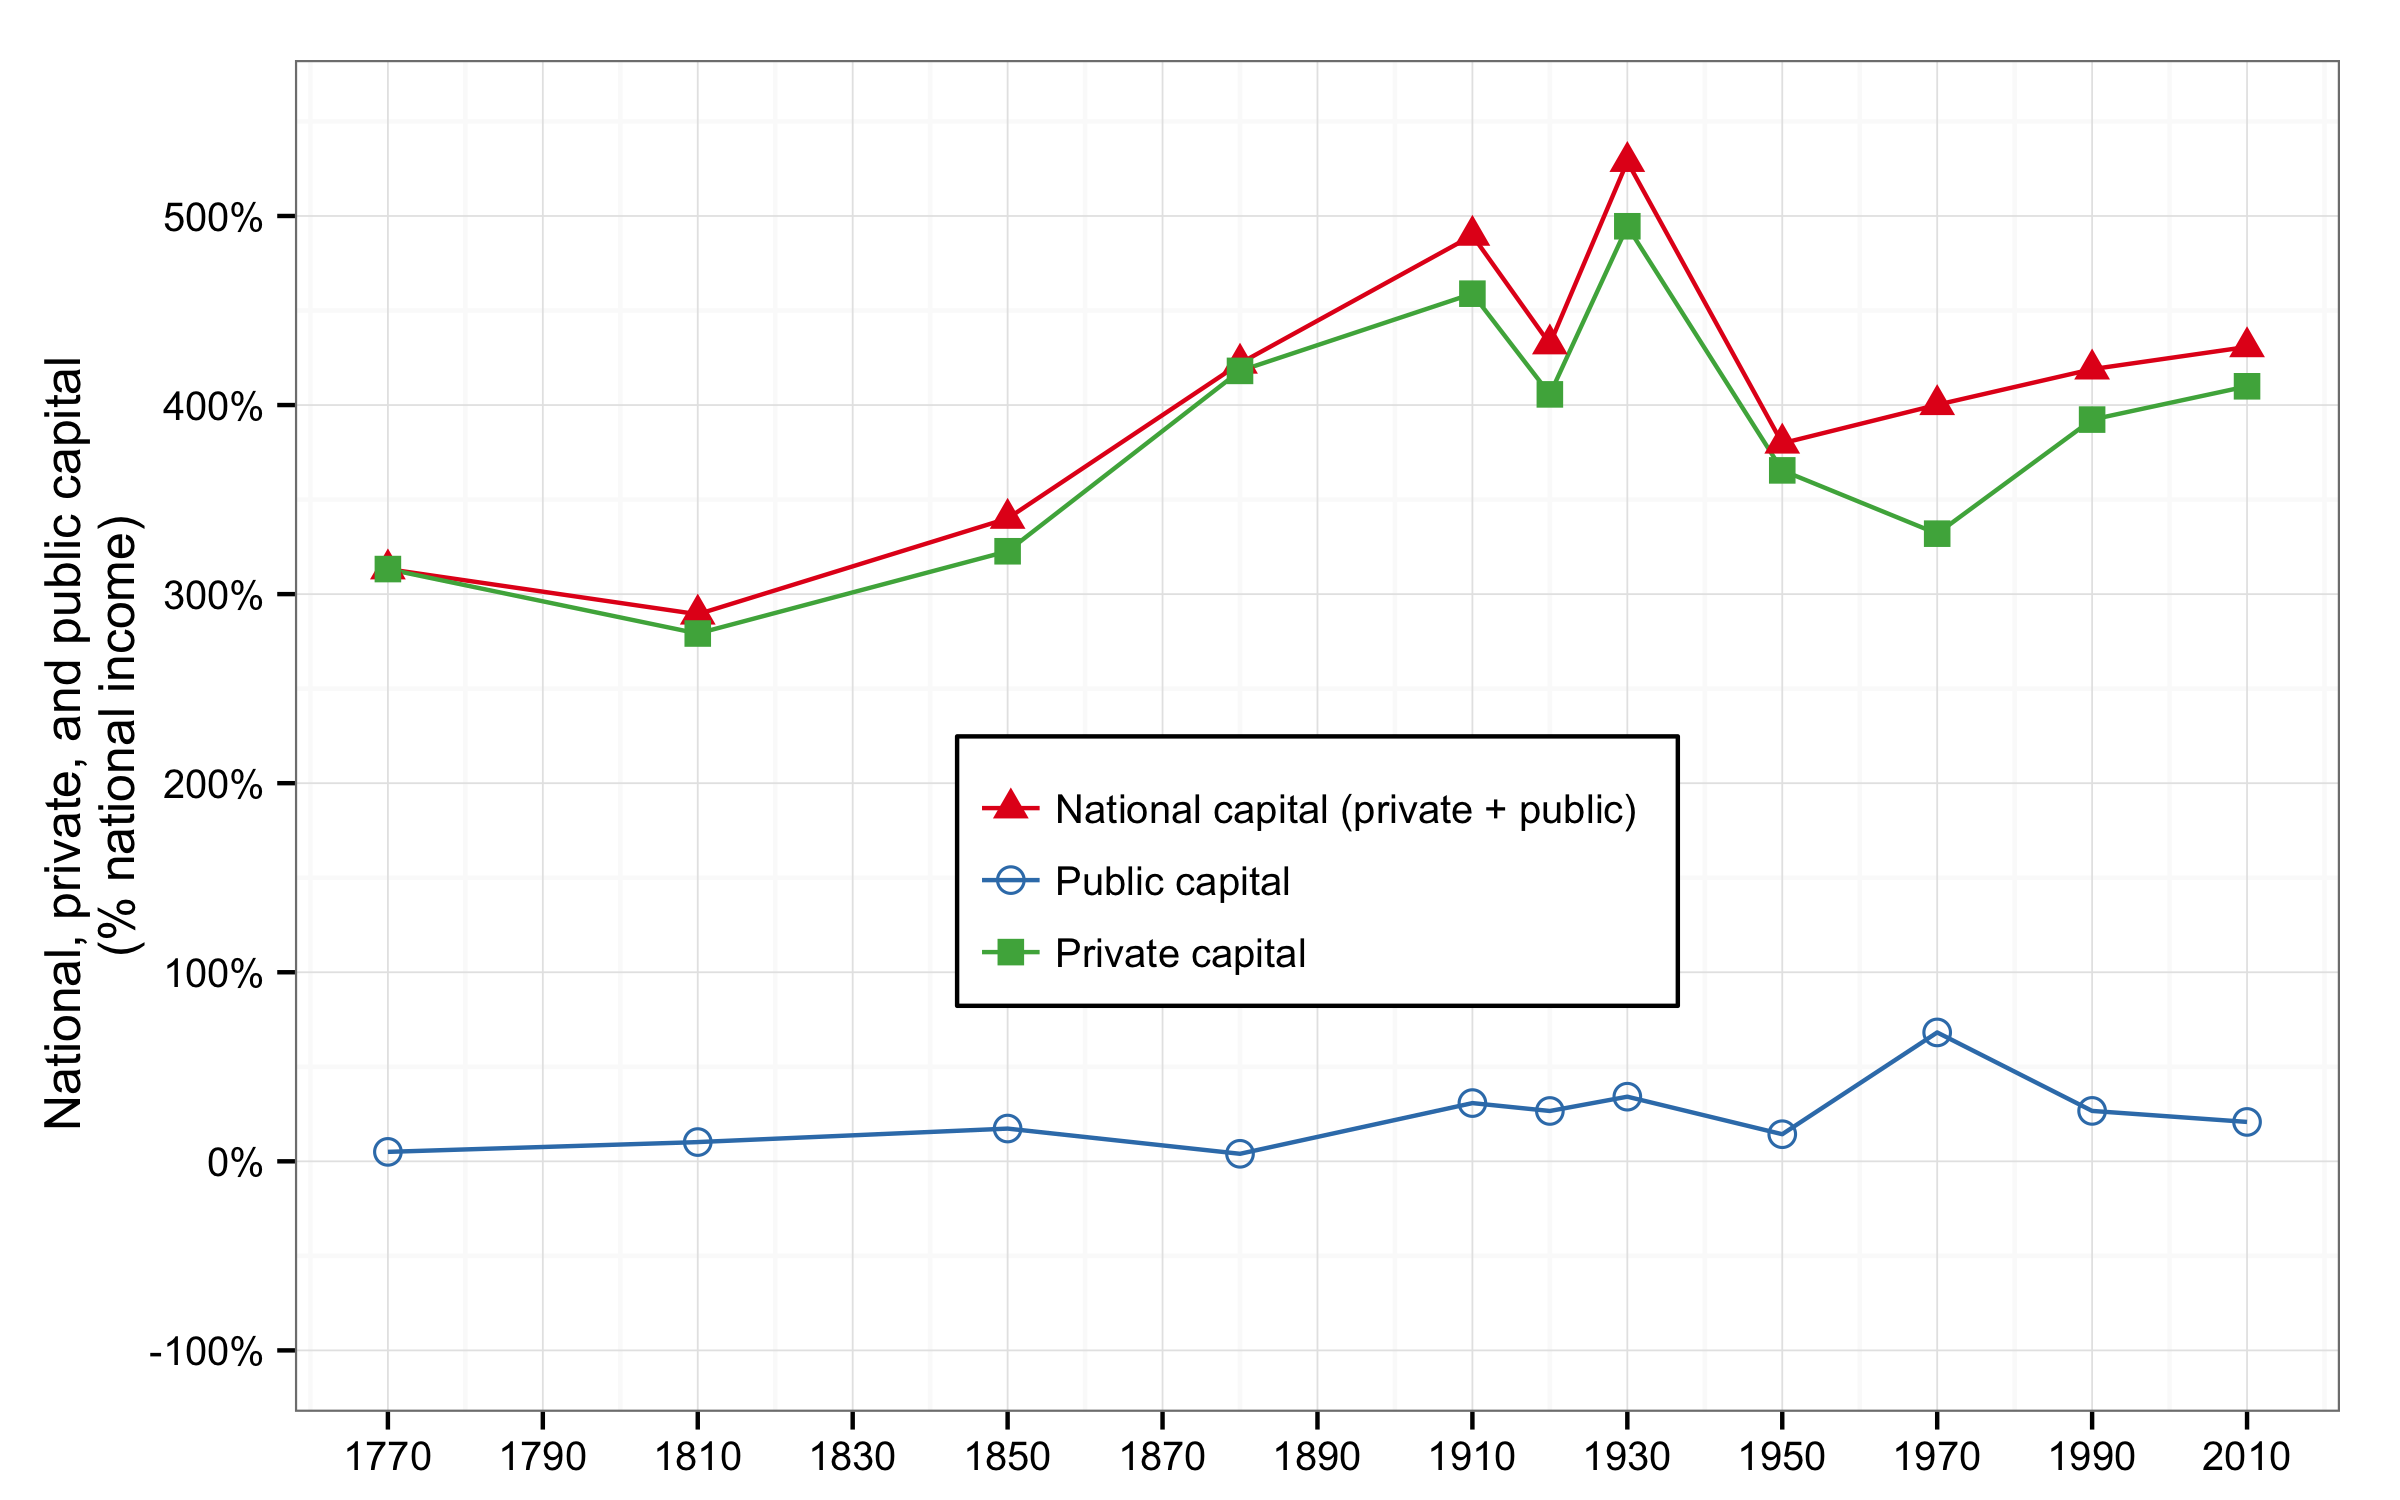 National, private, and public capital
(% national income)
500%
400%
300%
200%
100%
0%
-100%
National capital (private + public)
Public capital
Private capital
1770 1790 1810 1830 1850 1870 1890 1910 1930 1950 1970 1990 2010